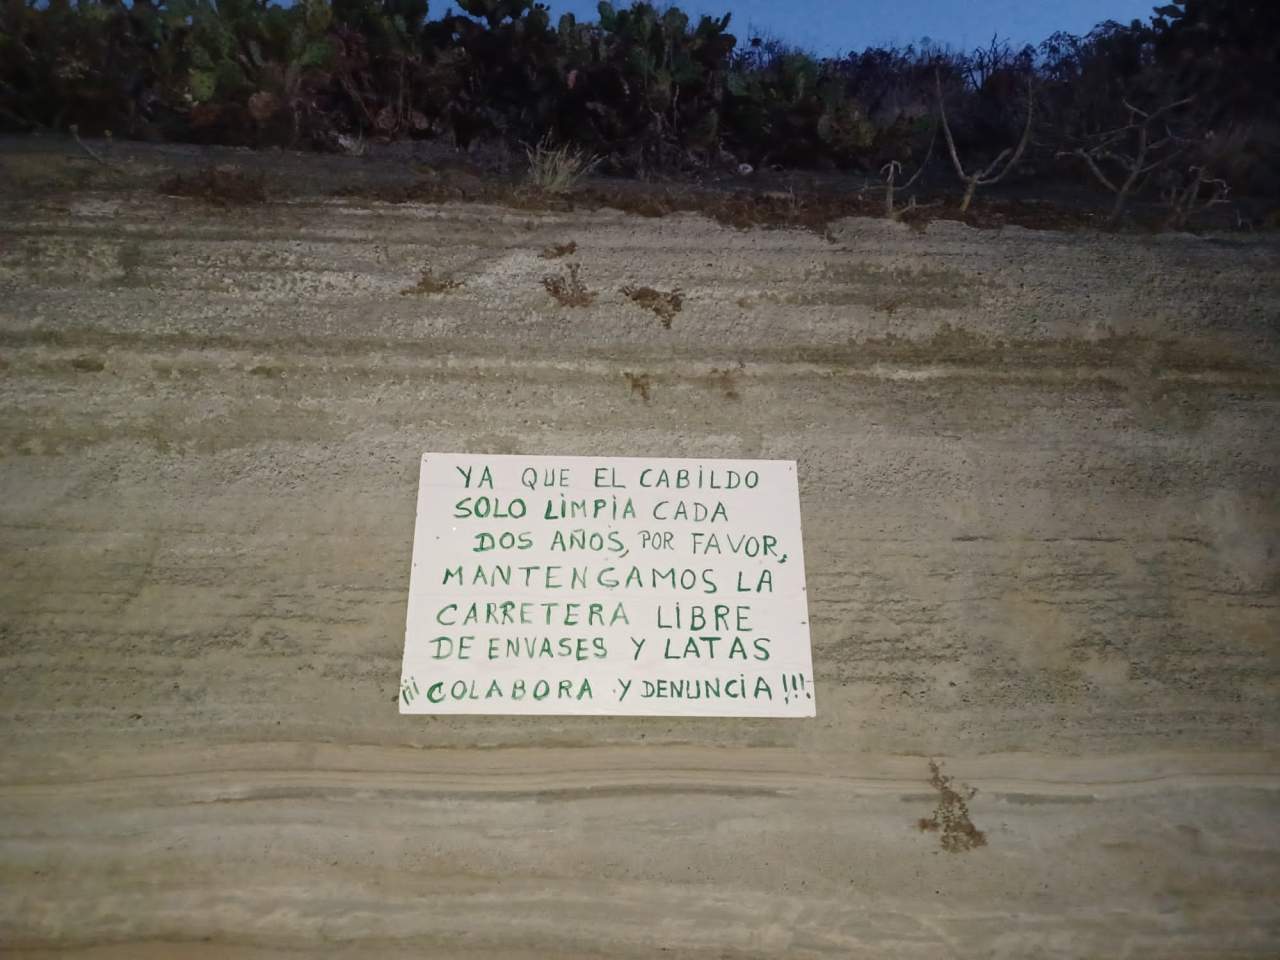 YA QUE EL CABILDO
SOLO LIMPIA CADA
DOS AÑOS, POR FAVOR,
MANTENGAMOS LA
CARRETERA LIBRE
DE ENVASES Y LATAS
¡¡¡COLABORA Y DENUNCIA!!!